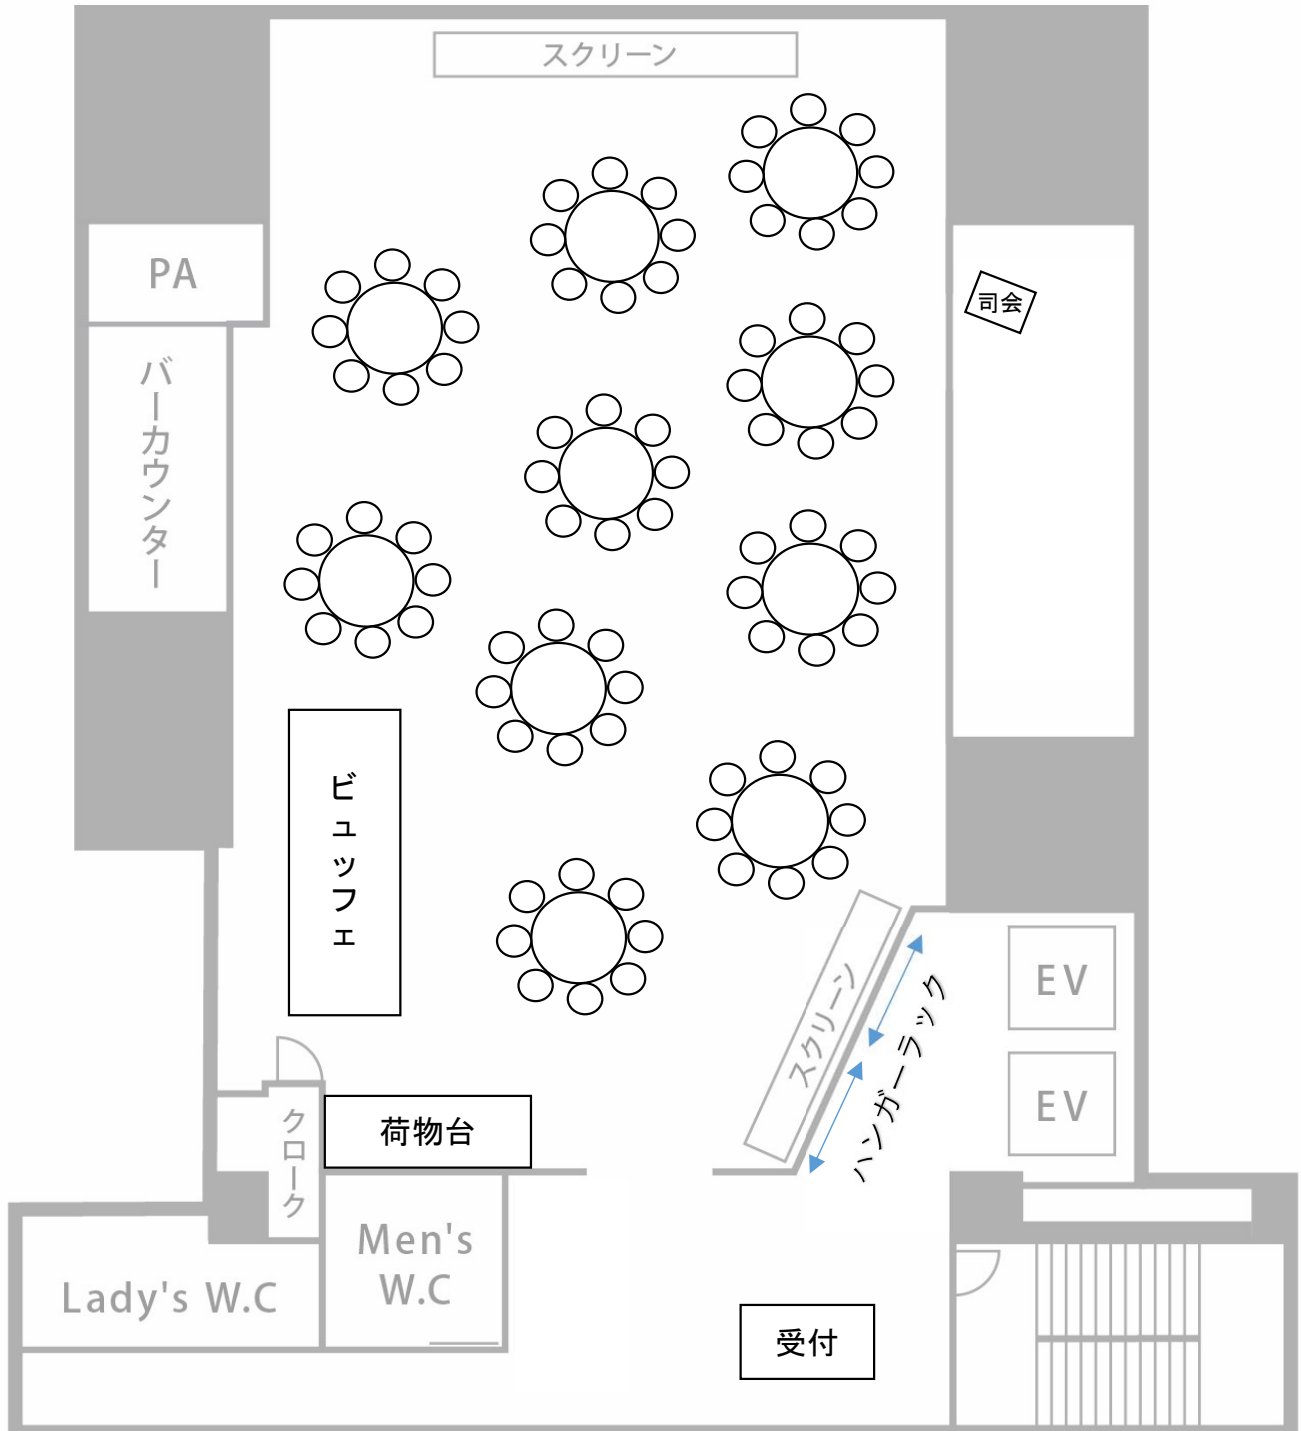 スクリーン
PA
司会
バーカウンター
ビュッフェ
スクリーン
ハンガーラック
EV
EV
クローク
荷物台
Men's
W.C
Lady's W.C
受付